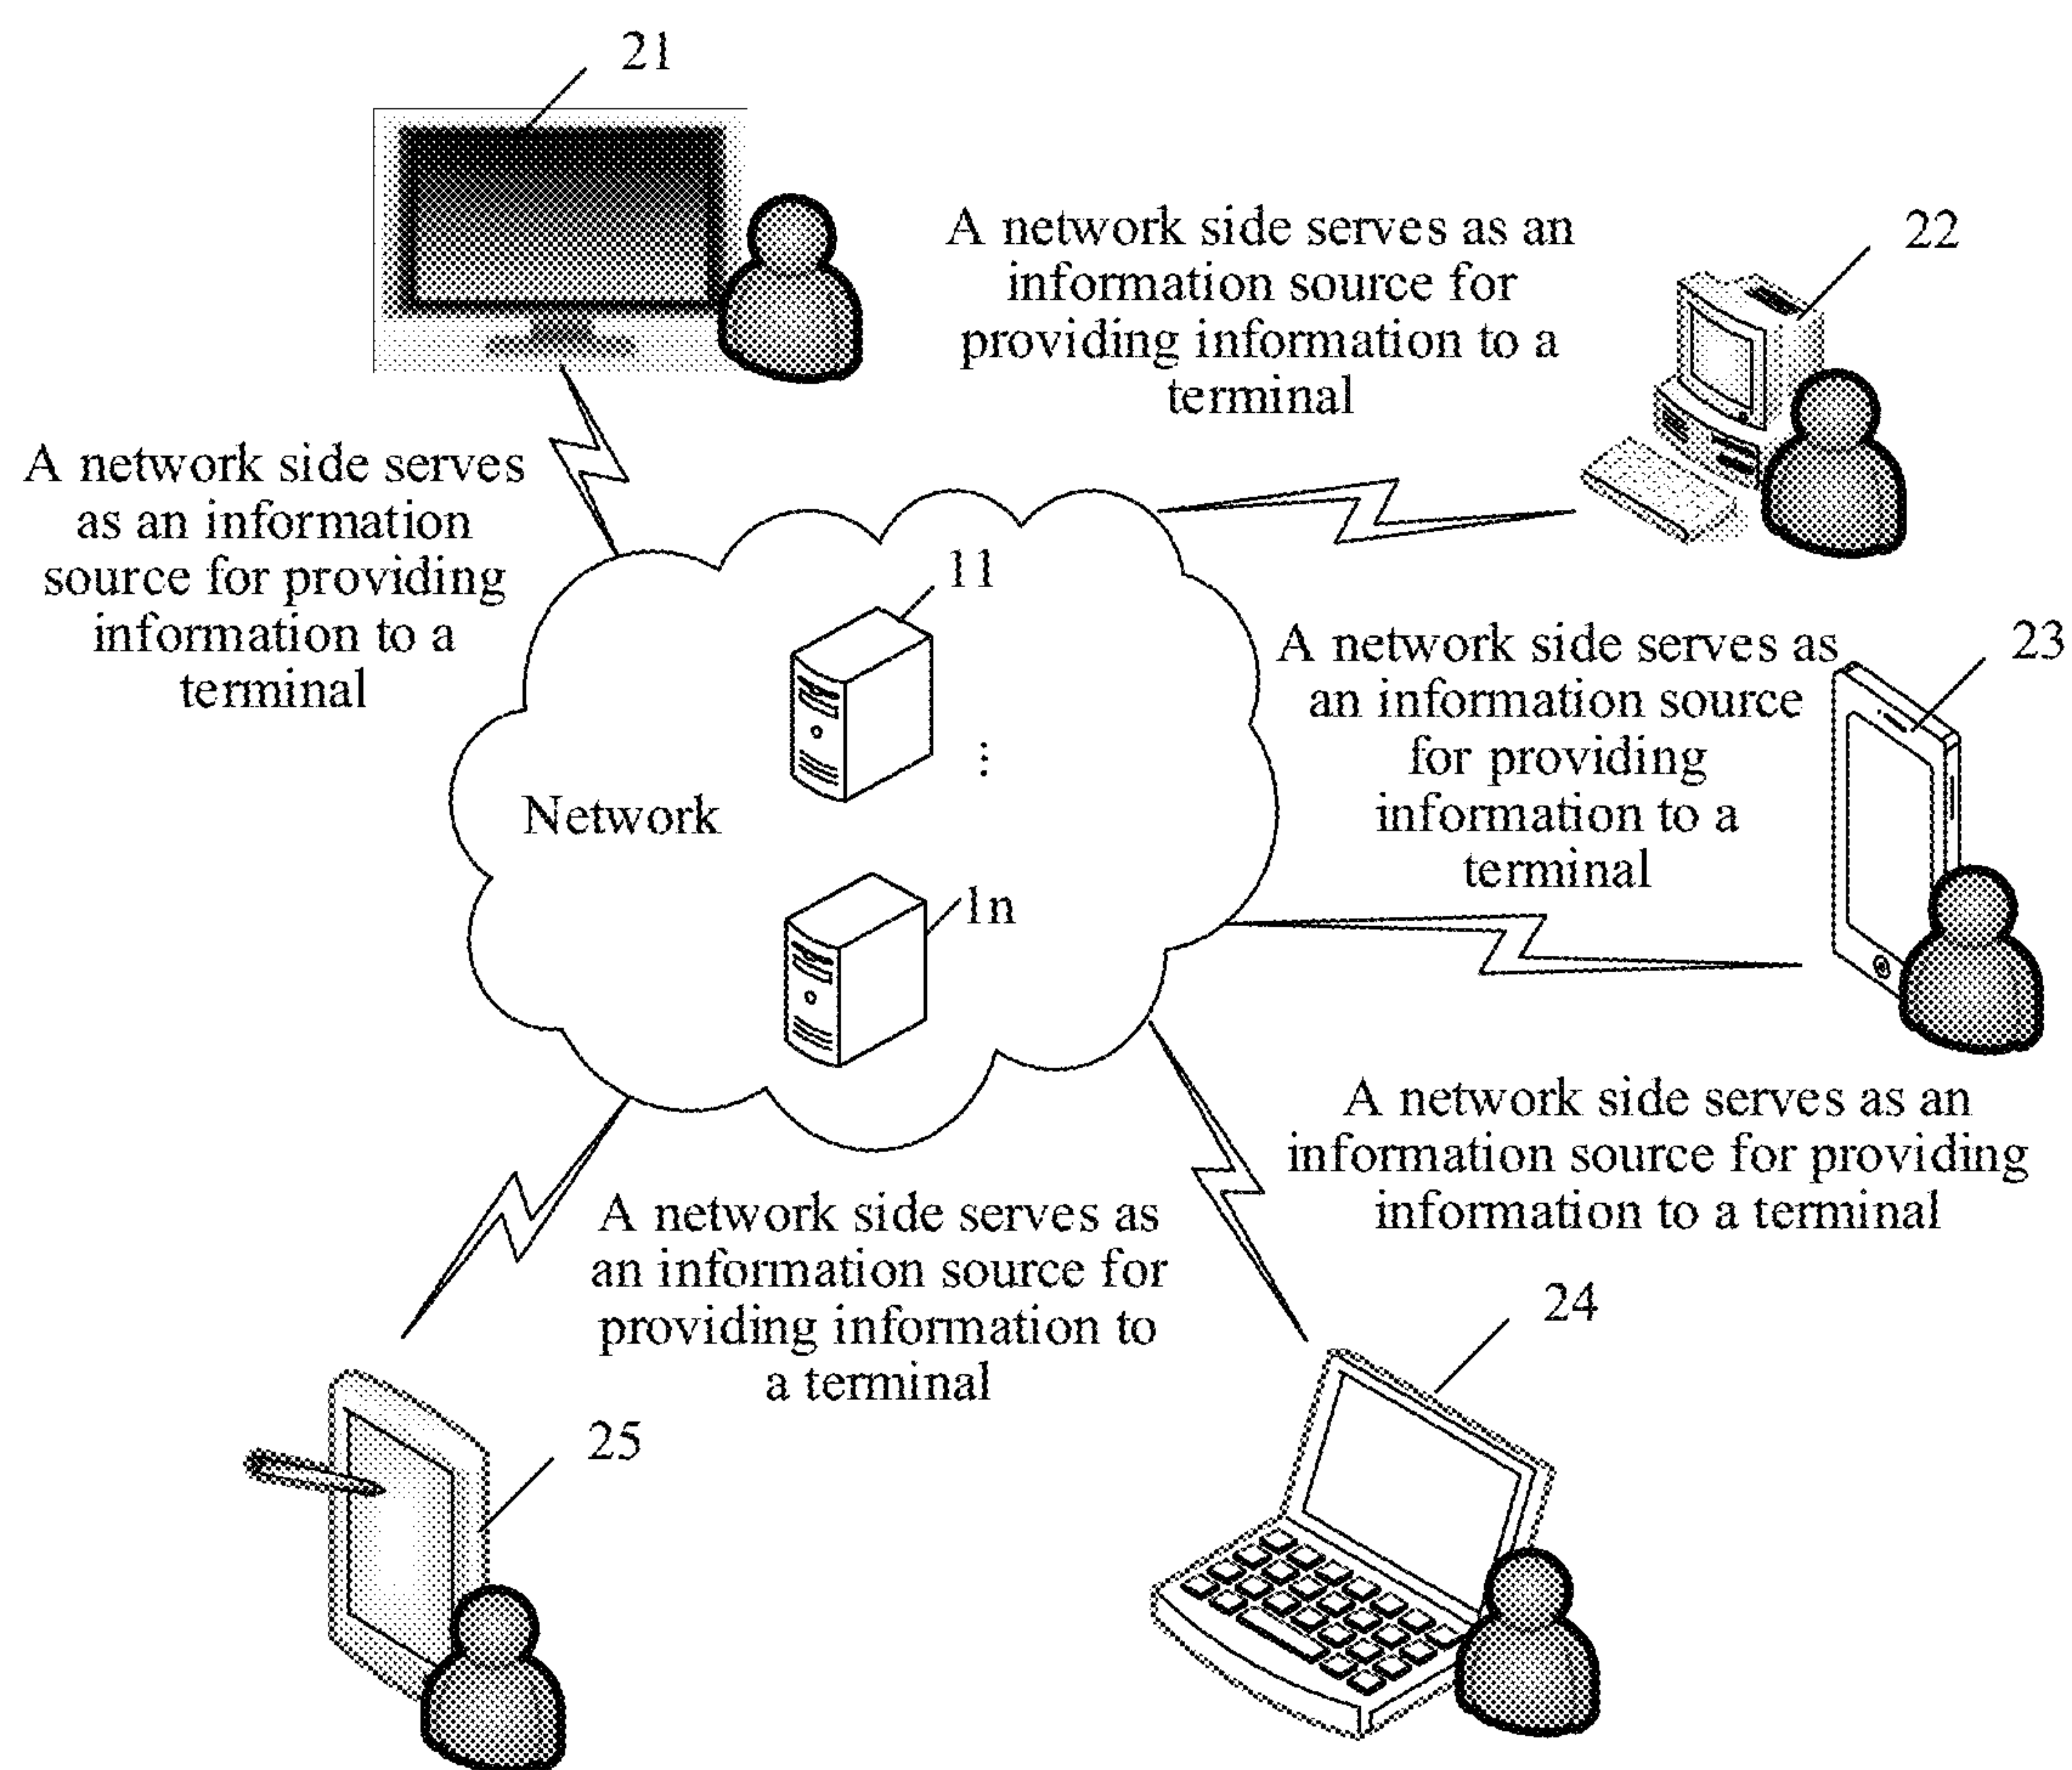 21
A network side serves as an
information source for
providing information to a
terminal
22
A network side serves
as an information
source for providing
information to a
terminal
11
⋮
Network
1n
A network side serves as
an information source
for providing
information to a
terminal
23
A network side serves as an
information source for providing
information to a terminal
A network side serves as
an information source for
providing information to
a terminal
24
25